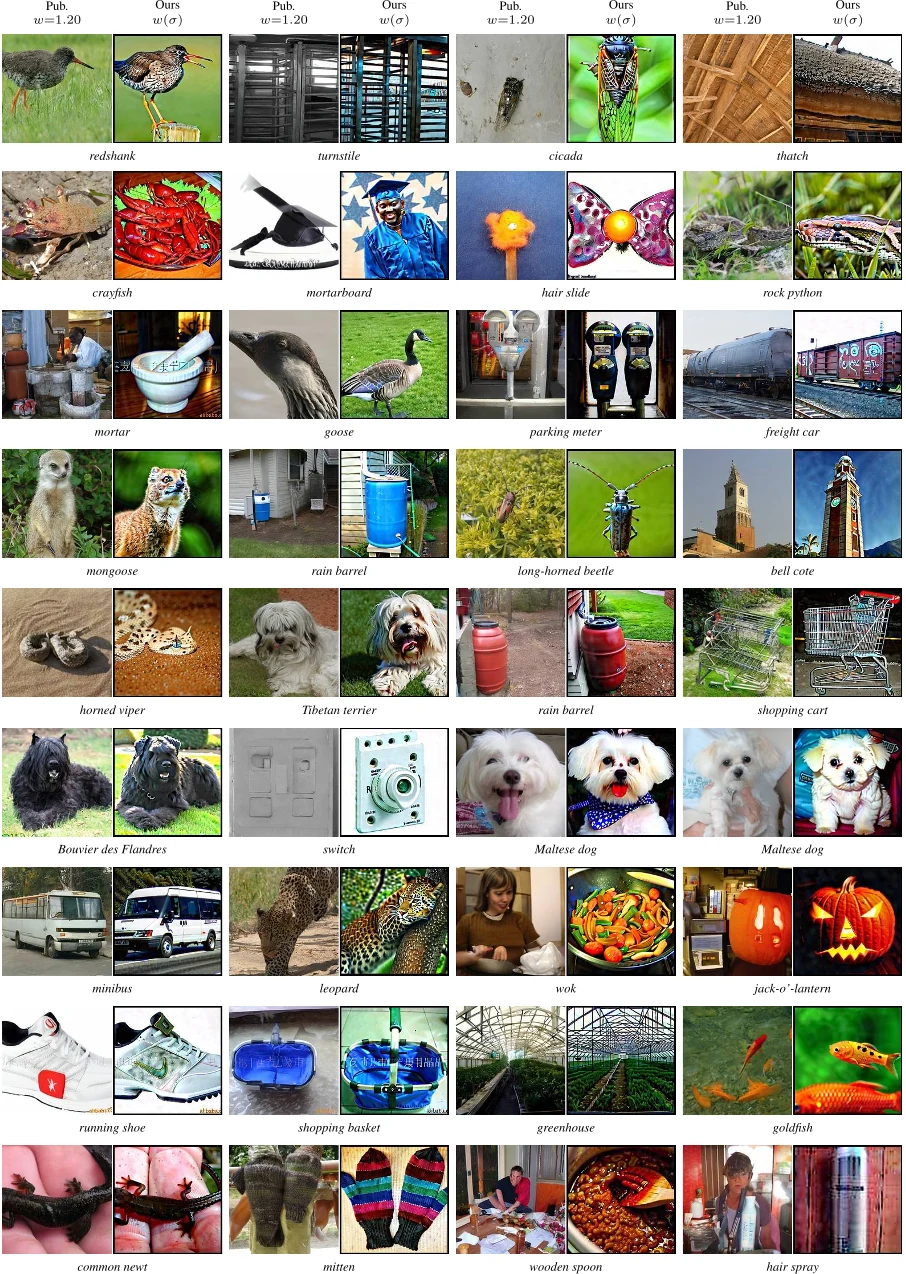 Pub. Ours Pub. Ours Pub. Ours Pub. Ours
w=1.20 w(σ) w=1.20 w(σ) w=1.20 w(σ) w=1.20 w(σ)
redshank turnstile cicada thatch
crayfish mortarboard hair slide rock python
mortar goose parking meter freight car
mongoose rain barrel long-horned beetle bell cote
horned viper Tibetan terrier rain barrel shopping cart
Bouvier des Flandres switch Maltese dog Maltese dog
minibus leopard wok jack-o'-lantern
running shoe shopping basket greenhouse goldfish
common newt mitten wooden spoon hair spray